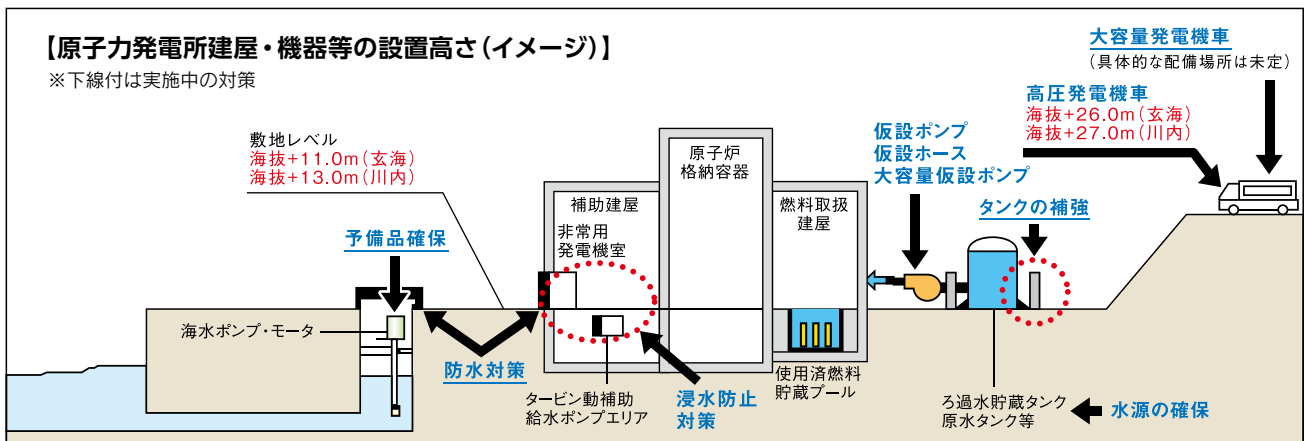 【原子力発電所建屋・機器等の設置高さ(イメージ)】
※下線付は実施中の対策
大容量発電機車
(具体的な配備場所は未定)
高圧発電機車
海抜+26.0m(玄海)
海抜+27.0m(川内)
敷地レベル
海抜+11.0m(玄海)
海抜+13.0m(川内)
仮設ポンプ
仮設ホース
大容量仮設ポンプ
原子炉
格納容器
補助建屋
燃料取扱
建屋
タンクの補強
非常用
発電機室
予備品確保
海水ポンプ・モータ
防水対策
タービン動補助
給水ポンプエリア
浸水防止
対策
使用済燃料
貯蔵プール
ろ過水貯蔵タンク
原水タンク等
水源の確保